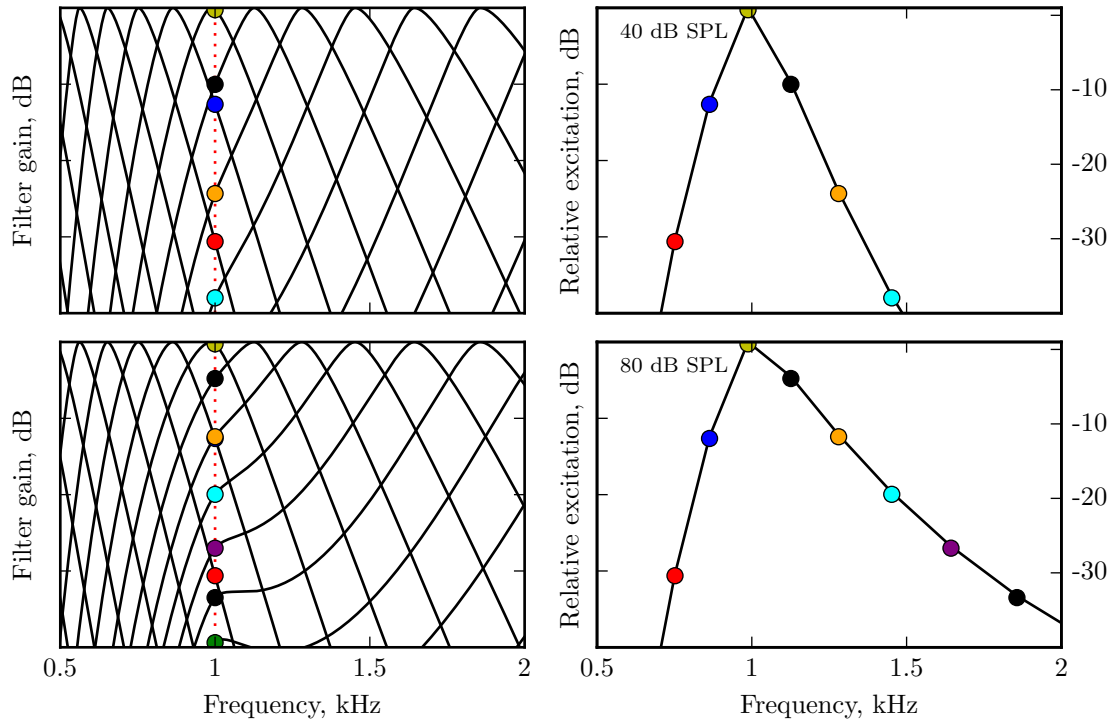 Filter gain, dB
Relative excitation, dB
40 dB SPL
-10
-20
-30
Filter gain, dB
0.5
1
1.5
2
Frequency, kHz
Relative excitation, dB
80 dB SPL
-10
-20
-30
0.5
1
1.5
2
Frequency, kHz